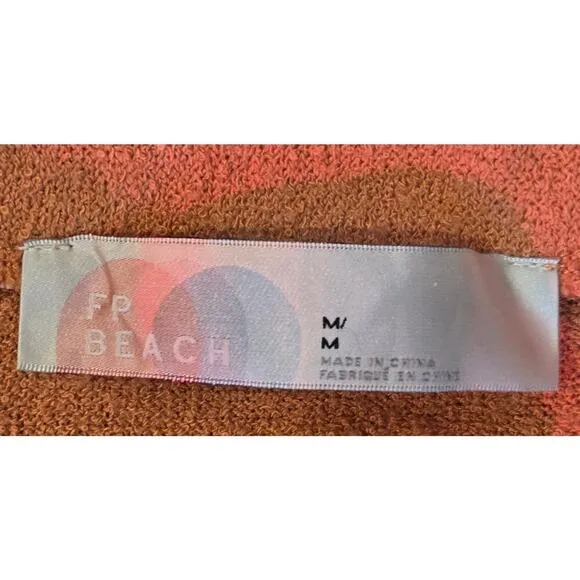 FP
BEACH
M/
M
MADE IN CHINA
FABRIQUÉ EN CHINE